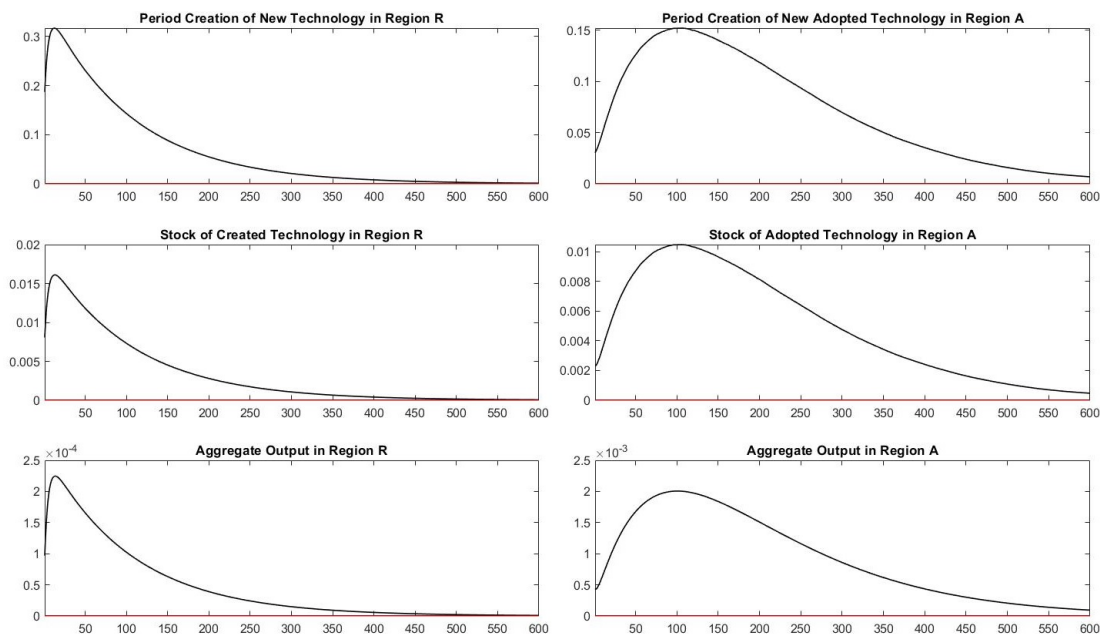 Period Creation of New Technology in Region R
0.3
0.2
0.1
0
50 100 150 200 250 300 350 400 450 500 550 600
Period Creation of New Adopted Technology in Region A
0.15
0.1
0.05
0
50 100 150 200 250 300 350 400 450 500 550 600
Stock of Created Technology in Region R
0.02
0.015
0.01
0.005
0
50 100 150 200 250 300 350 400 450 500 550 600
Stock of Adopted Technology in Region A
0.01
0.008
0.006
0.004
0.002
0
50 100 150 200 250 300 350 400 450 500 550 600
Aggregate Output in Region R
×10⁻⁴
2.5
2
1.5
1
0.5
0
50 100 150 200 250 300 350 400 450 500 550 600
Aggregate Output in Region A
×10⁻³
2.5
2
1.5
1
0.5
0
50 100 150 200 250 300 350 400 450 500 550 600